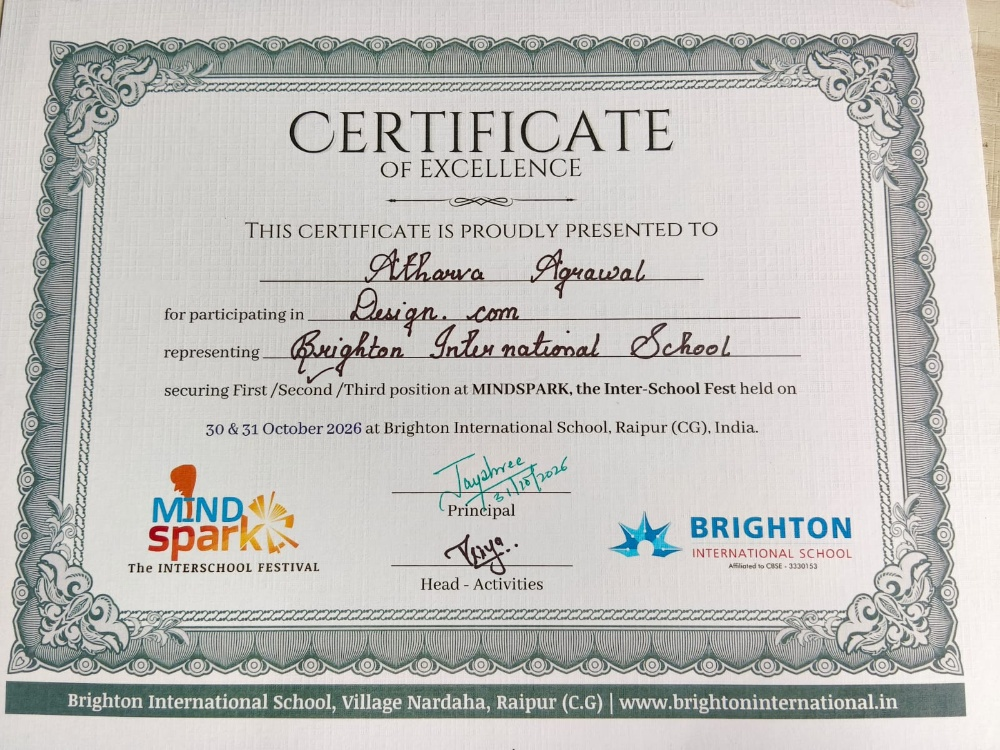 CERTIFICATE
OF EXCELLENCE
THIS CERTIFICATE IS PROUDLY PRESENTED TO
Atharva Agrawal
for participating in Design.com
representing Brighton International School
securing First /Second /Third position at MINDSPARK, the Inter-School Fest held on
30 & 31 October 2026 at Brighton International School, Raipur (CG), India.
Jayshree
31/10/2026
Principal
Head - Activities
MIND
spark
The INTERSCHOOL FESTIVAL
BRIGHTON
INTERNATIONAL SCHOOL
Affiliated to CBSE - 3330153
Brighton International School, Village Nardaha, Raipur (C.G) | www.brightoninternational.in